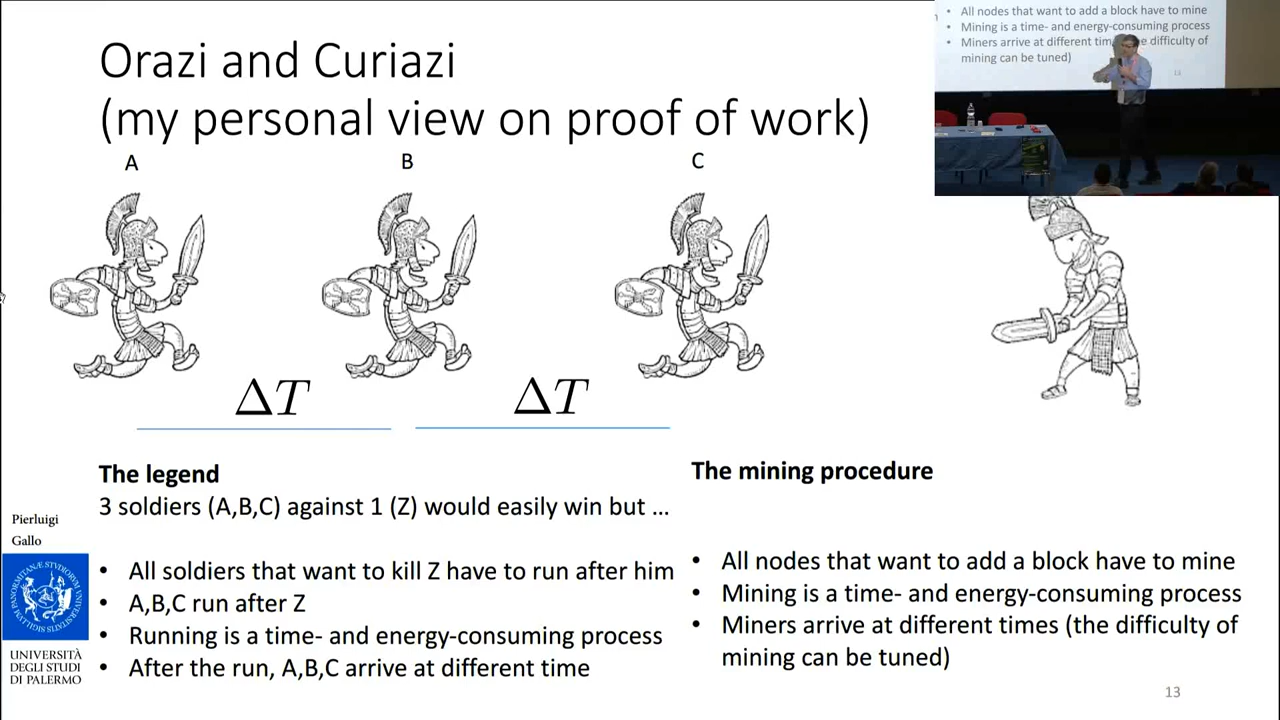 Orazi and Curiazi
(my personal view on proof of work)
A
B
C
ΔT
ΔT
The legend
3 soldiers (A,B,C) against 1 (Z) would easily win but …
• All soldiers that want to kill Z have to run after him
• A,B,C run after Z
• Running is a time- and energy-consuming process
• After the run, A,B,C arrive at different time
The mining procedure
• All nodes that want to add a block have to mine
• Mining is a time- and energy-consuming process
• Miners arrive at different times (the difficulty of
mining can be tuned)
Pierluigi
Gallo
UNIVERSITÀ
DEGLI STUDI
DI PALERMO
13
• All nodes that want to add a block have to mine
• Mining is a time- and energy-consuming process
• Miners arrive at different tim e difficulty of
mining can be tuned)
13